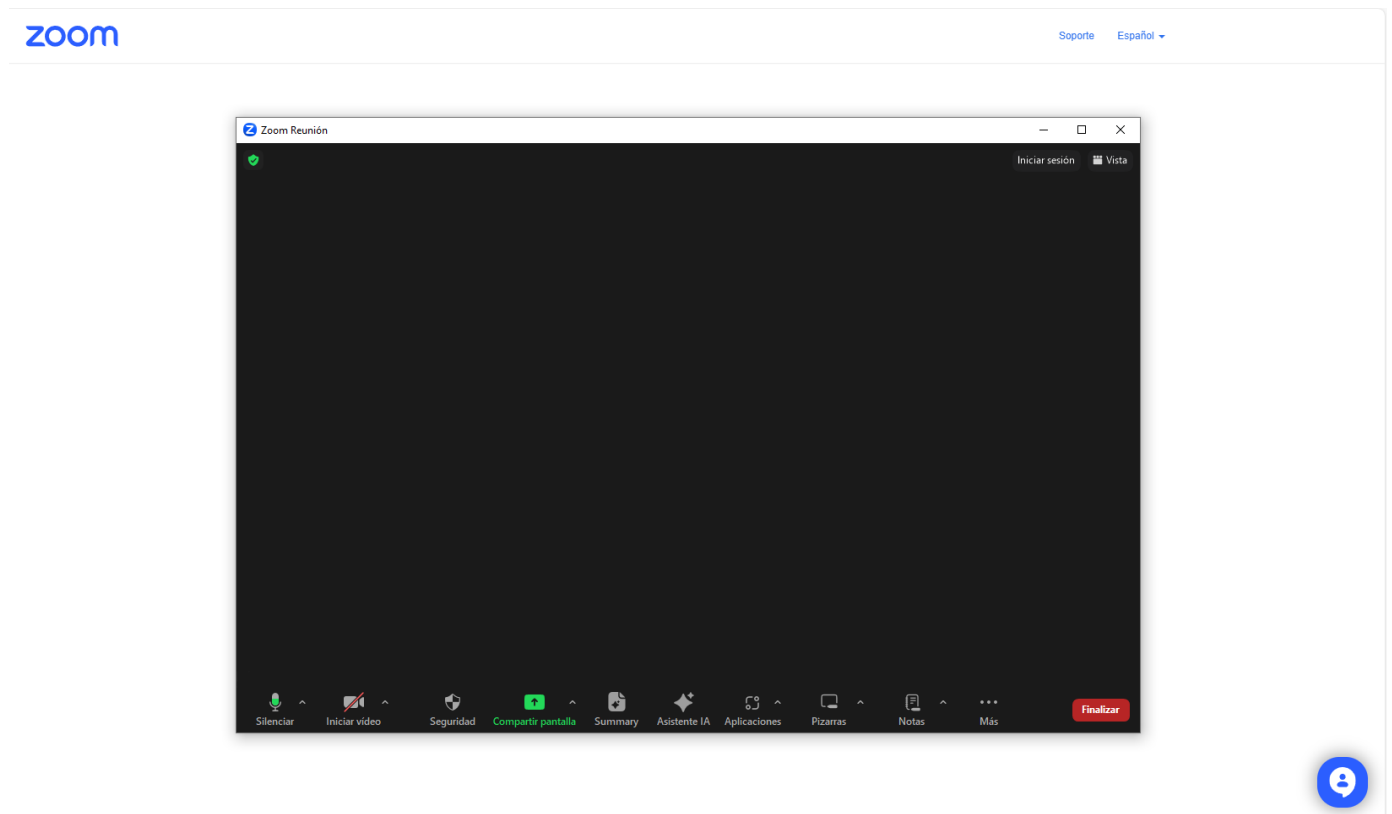 zoom
Soporte Español
Zoom Reunión
Iniciar sesión Vista
Silenciar Iniciar vídeo Seguridad Compartir pantalla Summary Asistente IA Aplicaciones Pizarras Notas Más Finalizar